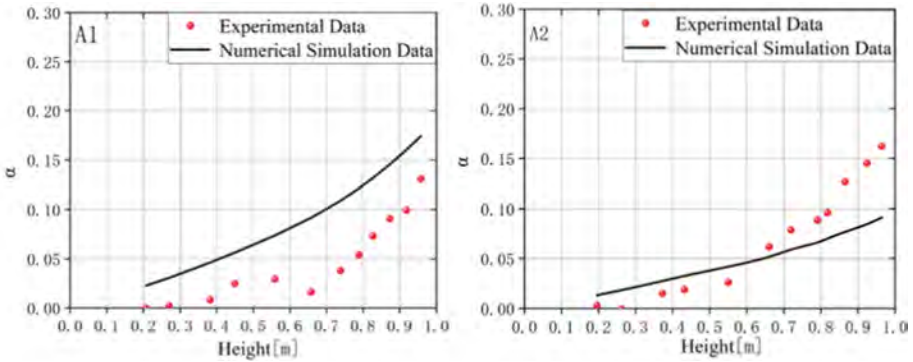 A1
Experimental Data
Numerical Simulation Data
0.30
0.25
0.20
0.15
0.10
0.05
0.00
α
0.0 0.1 0.2 0.3 0.4 0.5 0.6 0.7 0.8 0.9 1.0
Height[m]
A2
Experimental Data
Numerical Simulation Data
0.30
0.25
0.20
0.15
0.10
0.05
0.00
α
0.0 0.1 0.2 0.3 0.4 0.5 0.6 0.7 0.8 0.9 1.0
Height[m]